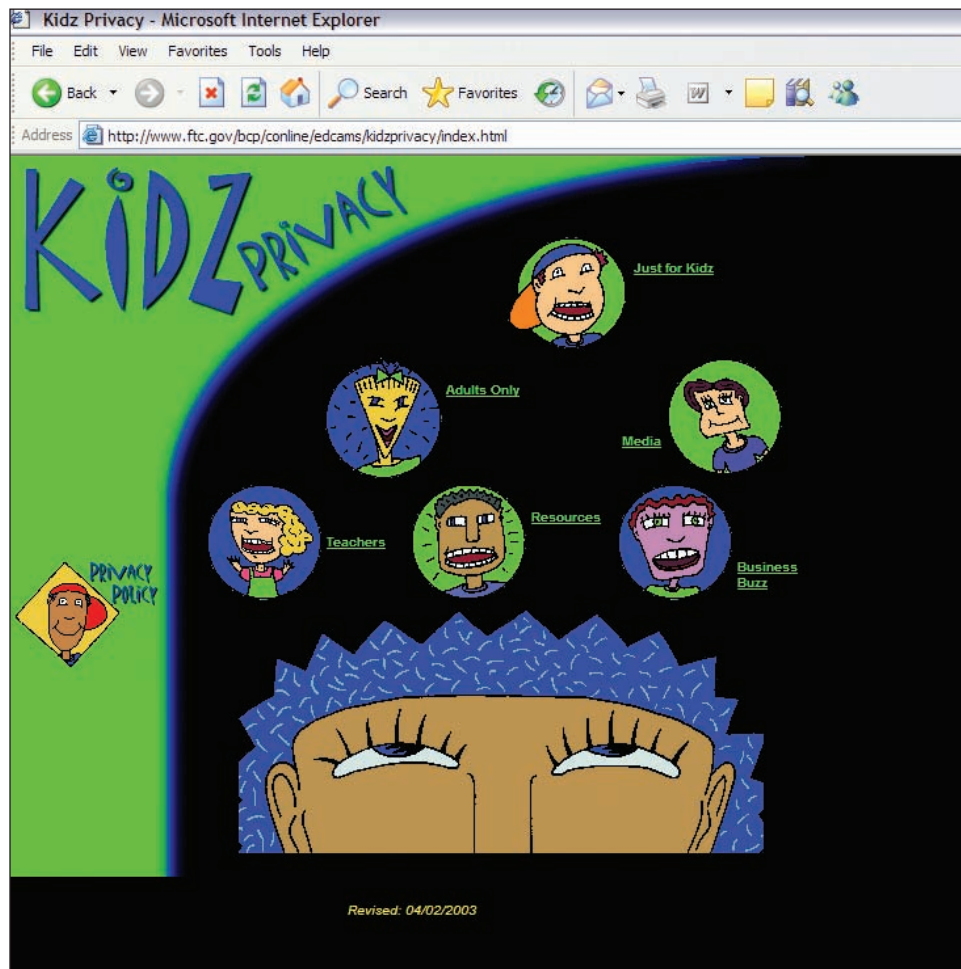 Kidz Privacy - Microsoft Internet Explorer
File Edit View Favorites Tools Help
Back Search Favorites W
Address http://www.ftc.gov/bcp/conline/edcams/kidzprivacy/index.html
KiDZ PRiVACY
Just for Kidz
Adults Only
Media
Teachers
Resources
Business
Buzz
PRiVACY
POLiCY
Revised: 04/02/2003